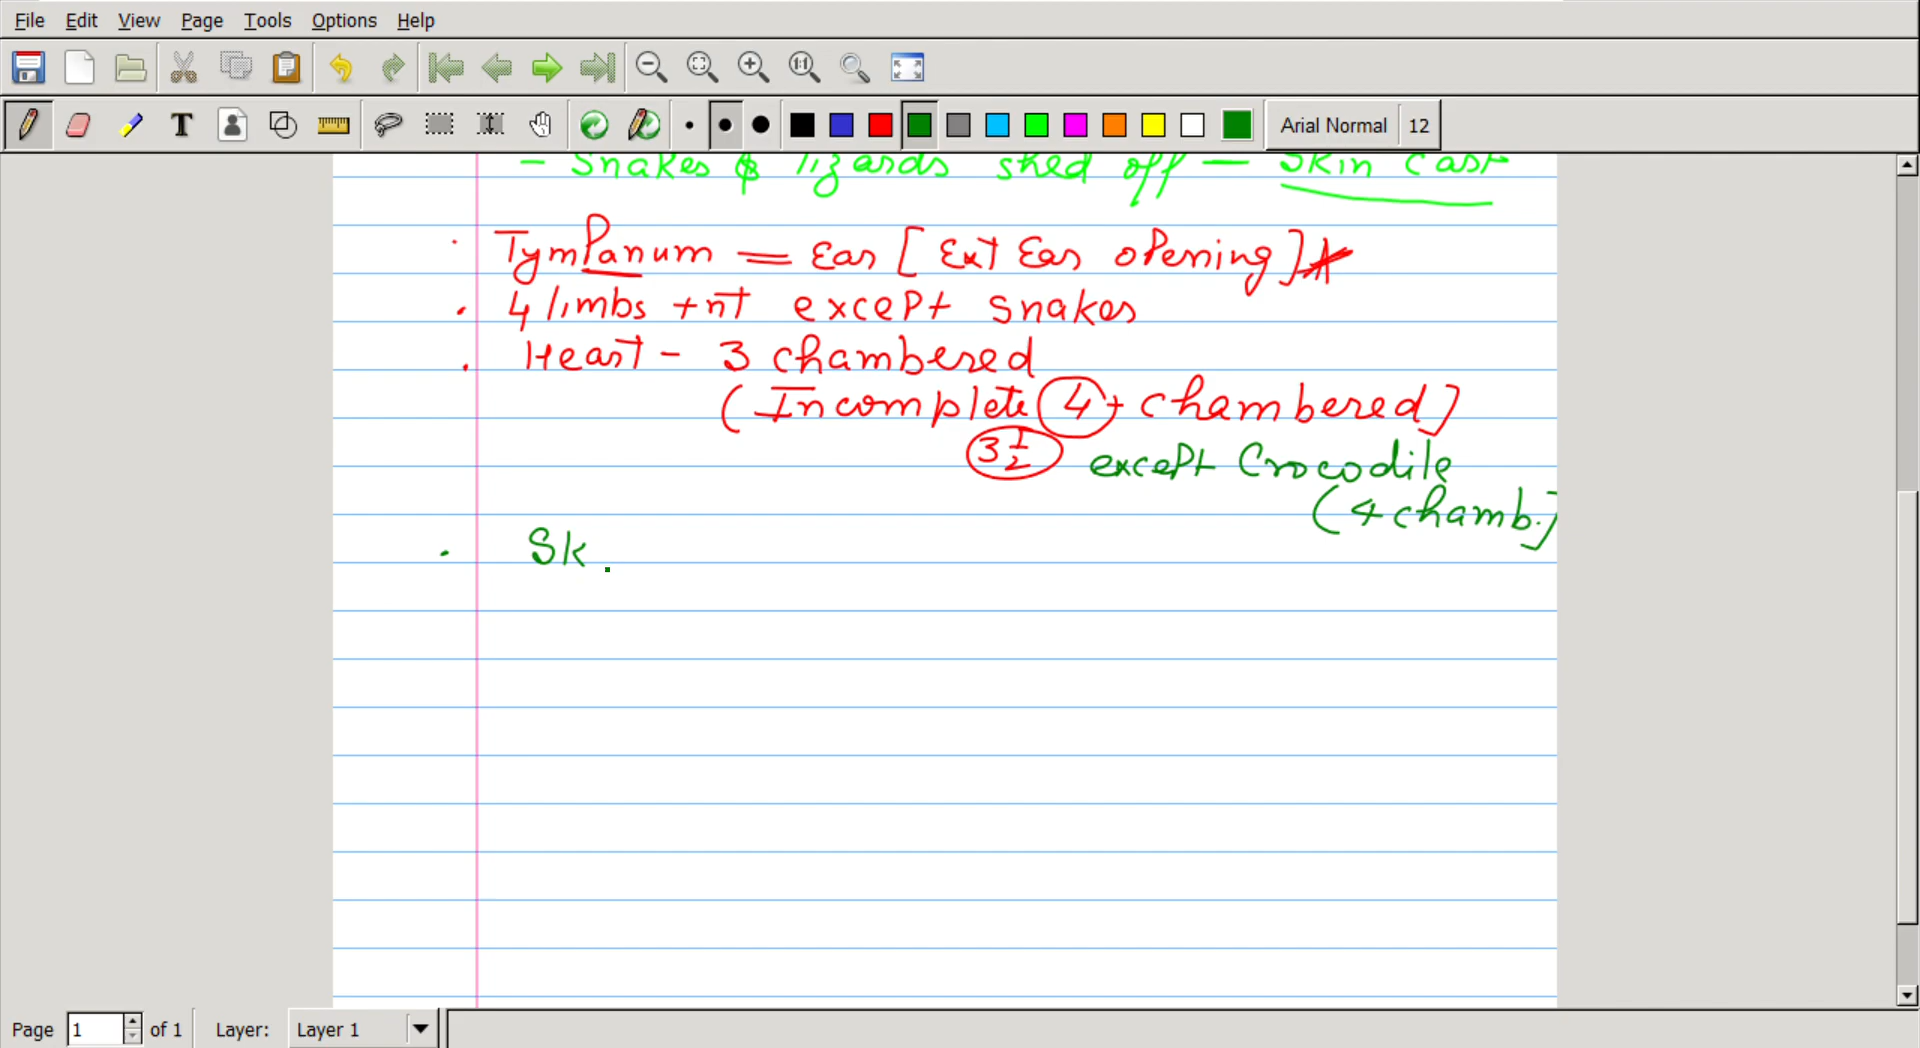 File Edit View Page Tools Options Help
T Arial Normal 12
- Snakes & lizards shed off - Skin Cast
. Tympanum = Ear [Ext Ear opening]*
. 4 limbs +nt except snakes
. Heart - 3 chambered
(Incomplete 4 - chambered]
3 1/2 except Crocodile
(4 chamb.]
. Sk
Page 1 of 1 Layer: Layer 1